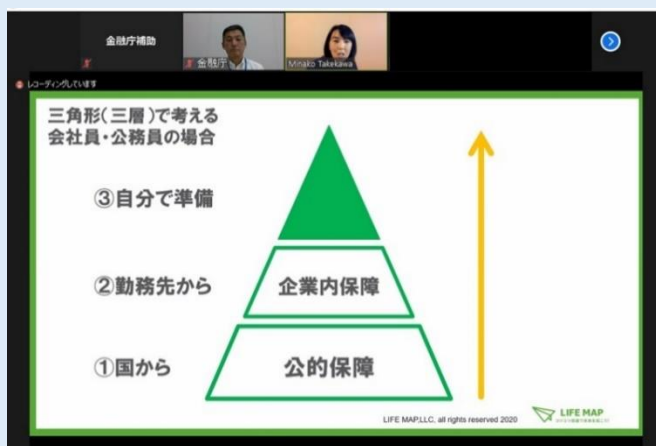 金融庁補助
金融庁
Minako Takekawa
レコーディングしています
三角形(三層)で考える
会社員・公務員の場合
③自分で準備
②勤務先から
企業内保障
①国から
公的保障
LIFE MAP,LLC, all rights reserved 2020
LIFE MAP